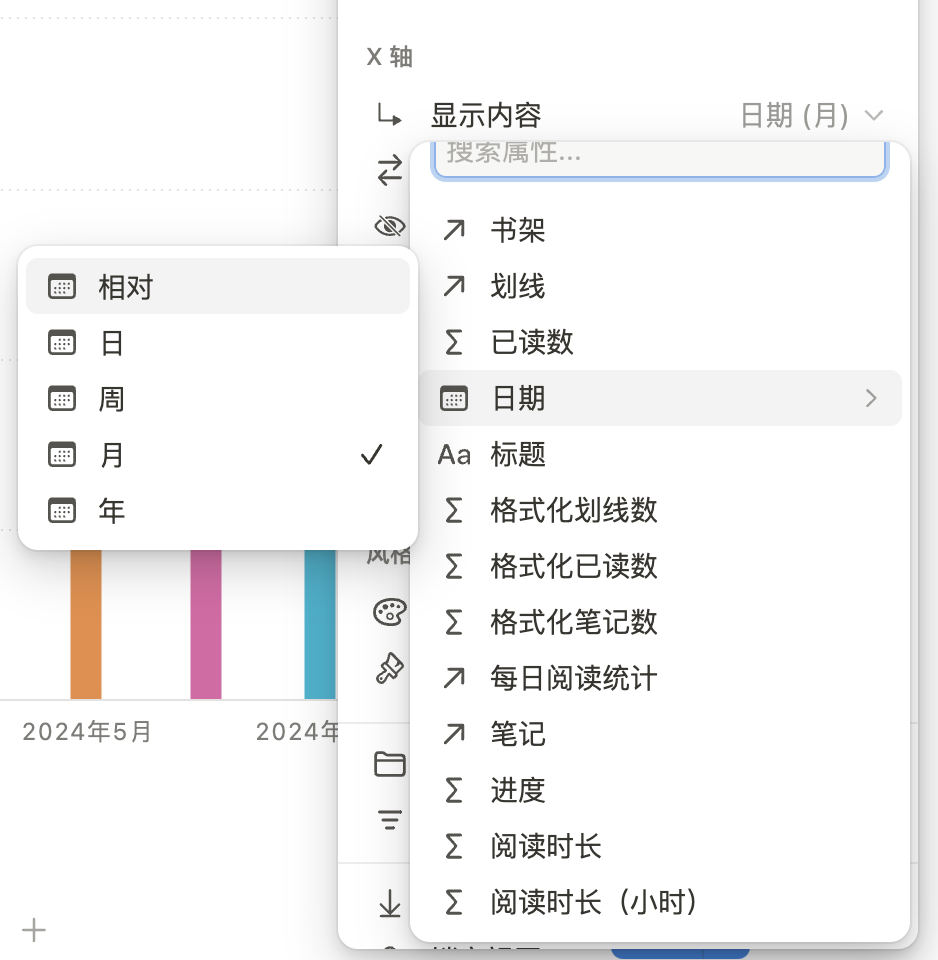 X 轴
显示内容
日期 (月)
搜索属性...
书架
划线
已读数
日期
标题
格式化划线数
格式化已读数
格式化笔记数
每日阅读统计
笔记
进度
阅读时长
阅读时长（小时）
相对
日
周
月
年
风格
2024年5月
2024年